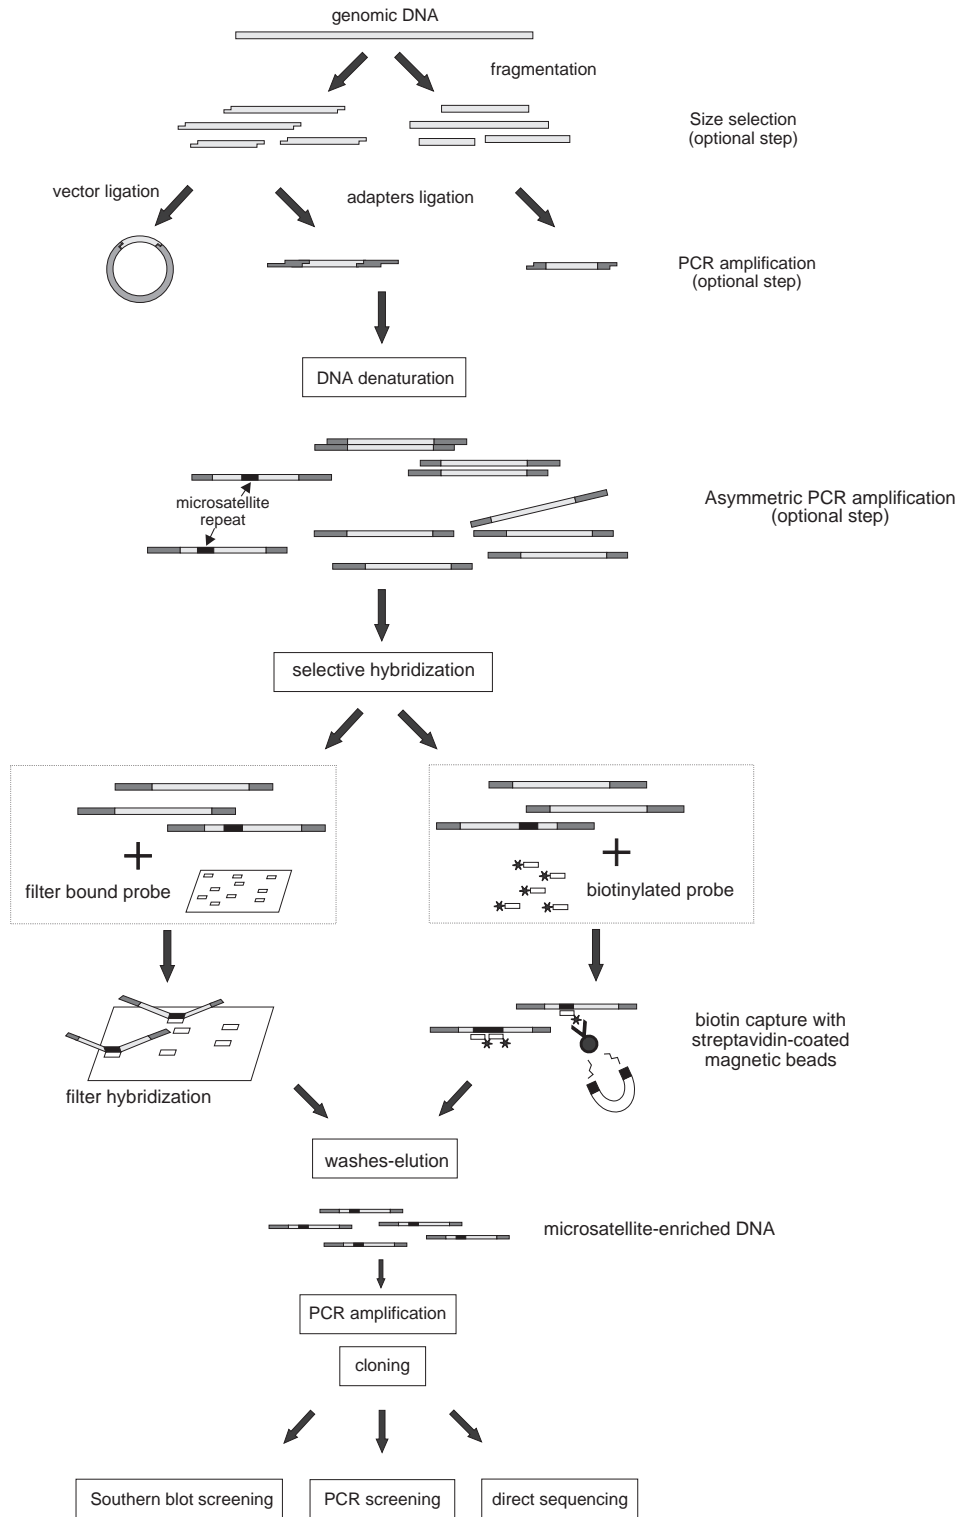 genomic DNA
fragmentation
Size selection
(optional step)
vector ligation
adapters ligation
PCR amplification
(optional step)
DNA denaturation
microsatellite
repeat
Asymmetric PCR amplification
(optional step)
selective hybridization
filter bound probe
biotinylated probe
biotin capture with
streptavidin-coated
magnetic beads
filter hybridization
washes-elution
microsatellite-enriched DNA
PCR amplification
cloning
Southern blot screening
PCR screening
direct sequencing